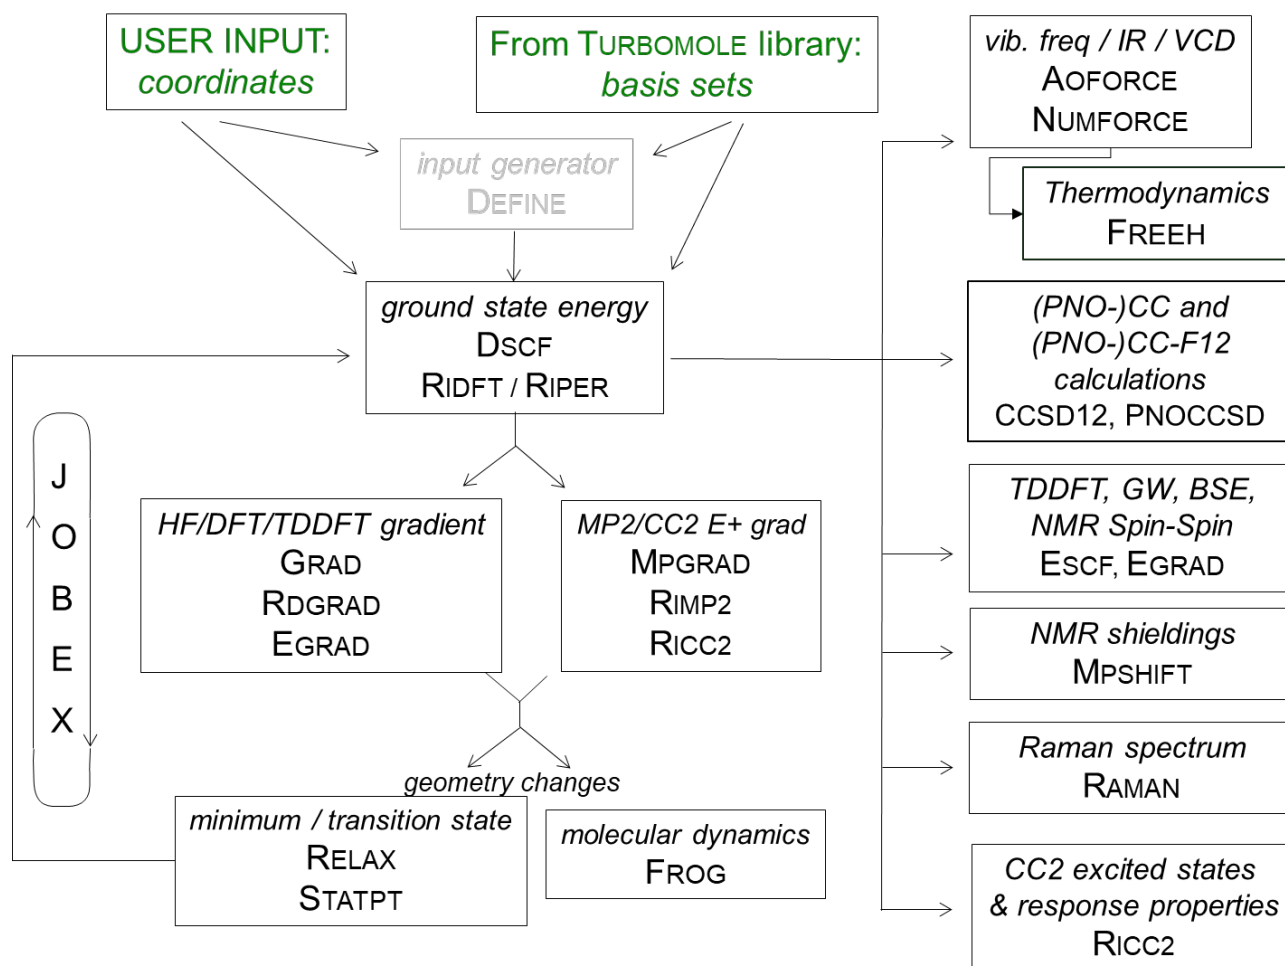 USER INPUT:
coordinates
From TURBOMOLE library:
basis sets
input generator
DEFINE
ground state energy
DSCF
RIDFT / RIPER
J
O
B
E
X
HF/DFT/TDDFT gradient
GRAD
RDGRAD
EGRAD
MP2/CC2 E+ grad
MPGRAD
RIMP2
RICC2
geometry changes
minimum / transition state
RELAX
STATPT
molecular dynamics
FROG
vib. freq / IR / VCD
AOFORCE
NUMFORCE
Thermodynamics
FREEH
(PNO-)CC and
(PNO-)CC-F12
calculations
CCSD12, PNOCCSD
TDDFT, GW, BSE,
NMR Spin-Spin
ESCF, EGRAD
NMR shieldings
MPSHIFT
Raman spectrum
RAMAN
CC2 excited states
& response properties
RICC2